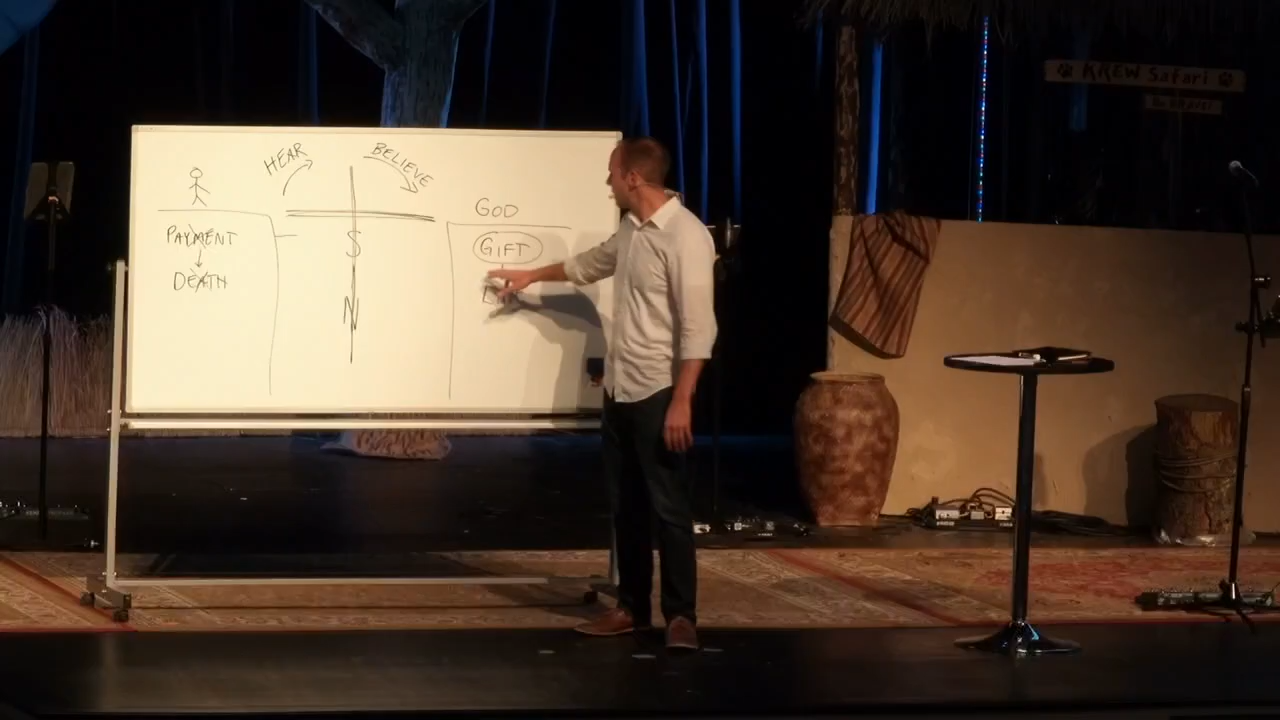 HEAR
BELIEVE
GOD
PAYMENT
GIFT
DEATH
S
N
KREW Safari